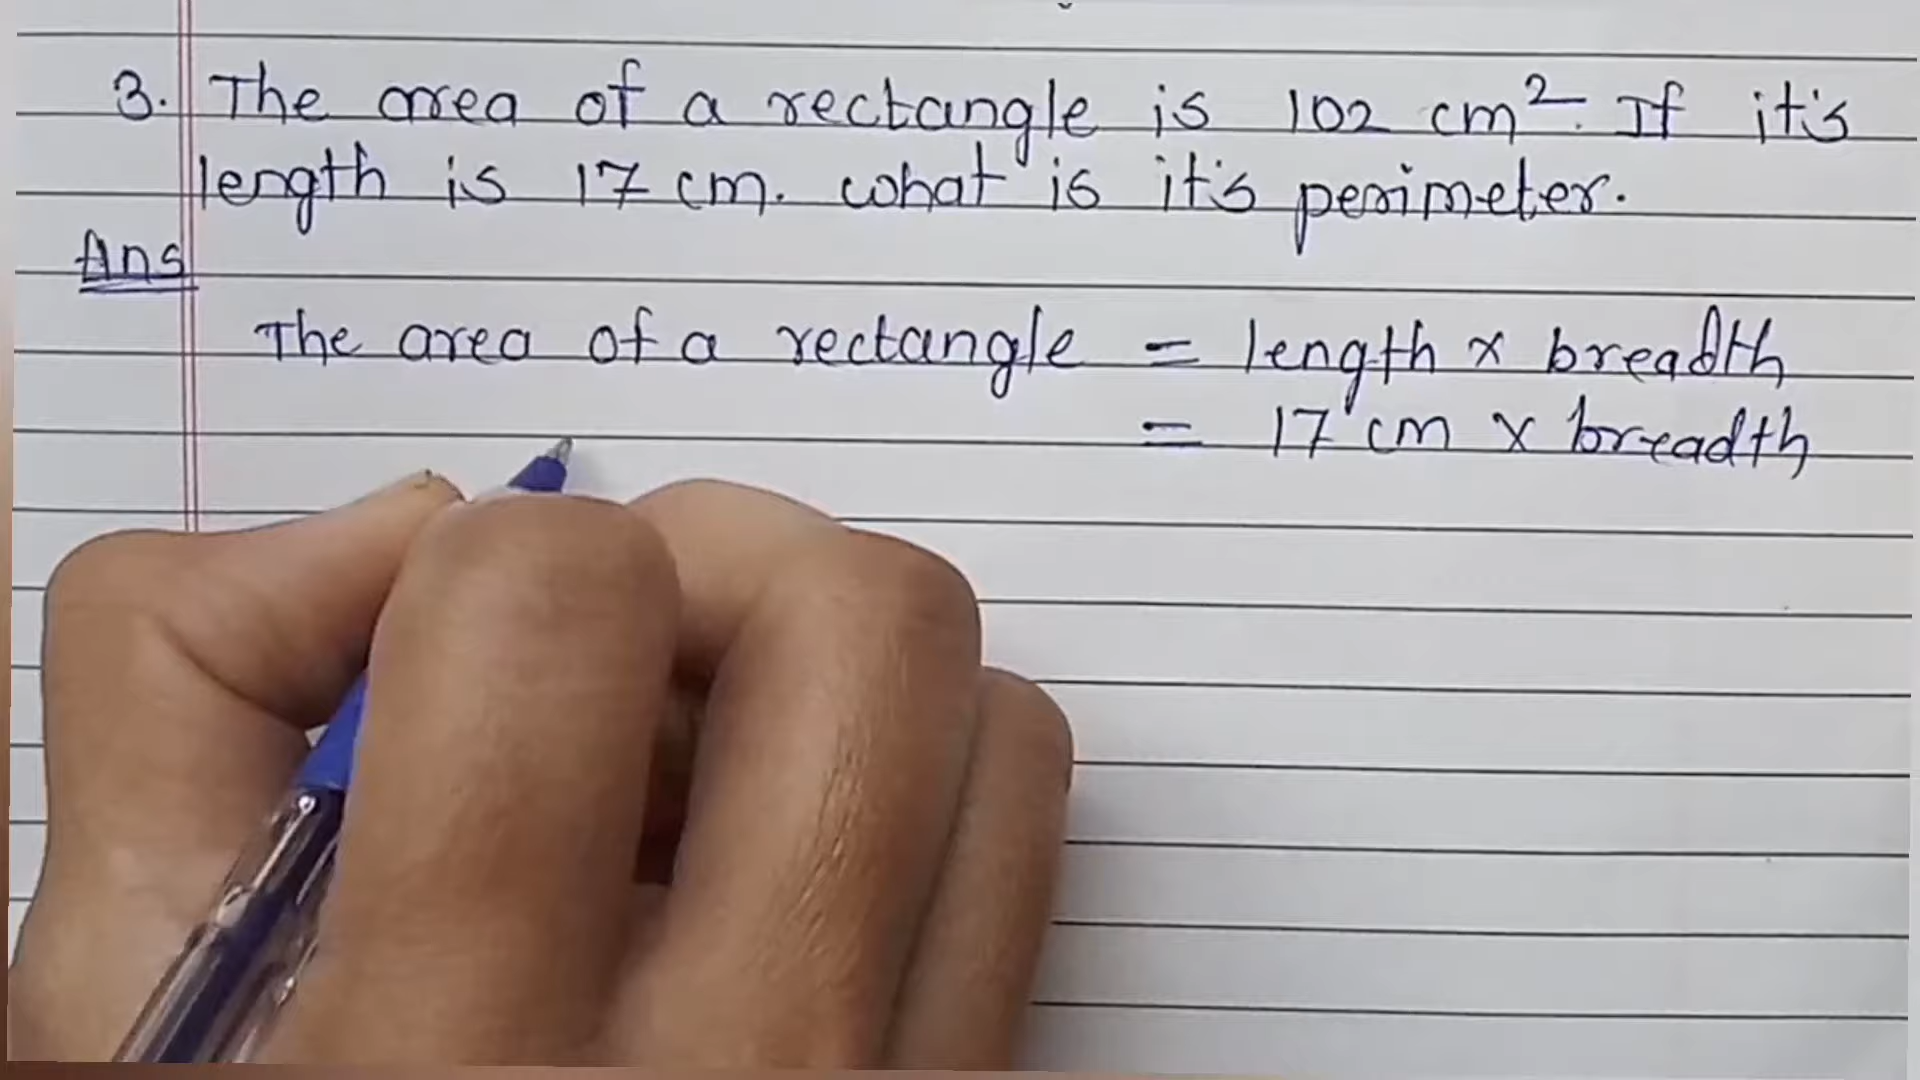 3. The area of a rectangle is 102 cm². If it's
length is 17 cm. what is it's perimeter.
Ans
The area of a rectangle = length x breadth
= 17 cm x breadth